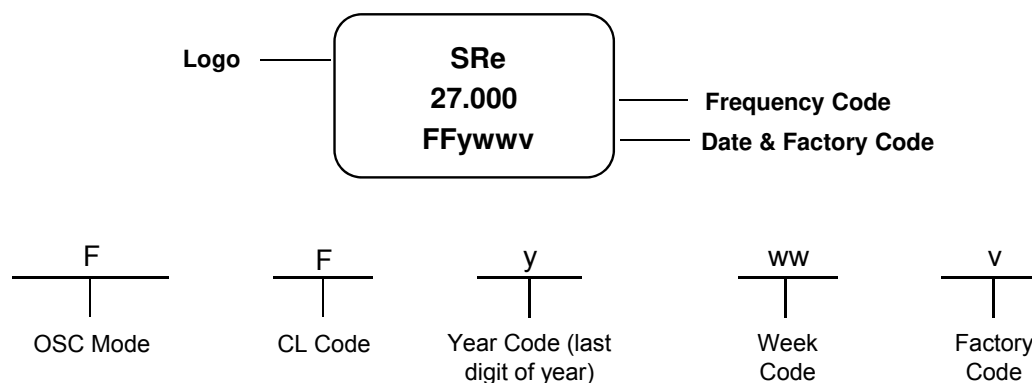 Logo
SRe
27.000
Frequency Code
FFywwv
Date & Factory Code
F
F
y
ww
v
OSC Mode
CL Code
Year Code (last
digit of year)
Week
Code
Factory
Code